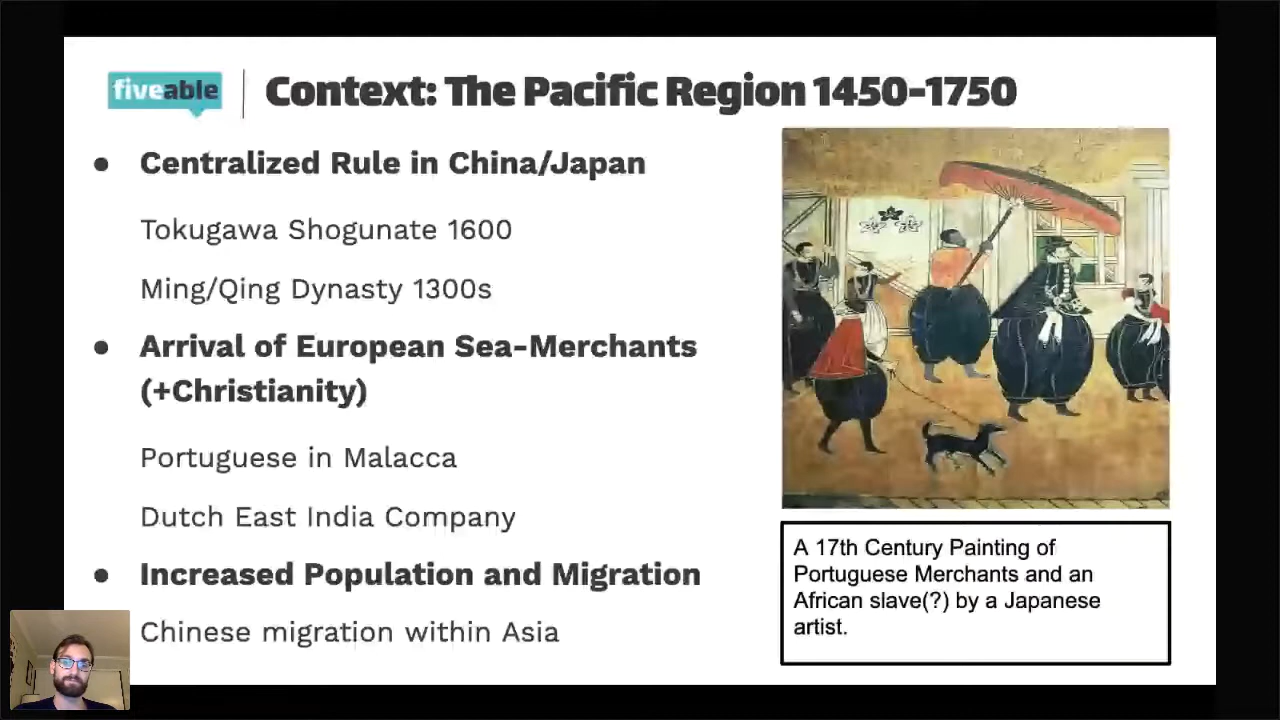 fiveable
Context: The Pacific Region 1450-1750
● Centralized Rule in China/Japan
Tokugawa Shogunate 1600
Ming/Qing Dynasty 1300s
● Arrival of European Sea-Merchants
(+Christianity)
Portuguese in Malacca
Dutch East India Company
● Increased Population and Migration
Chinese migration within Asia
A 17th Century Painting of
Portuguese Merchants and an
African slave(?) by a Japanese
artist.